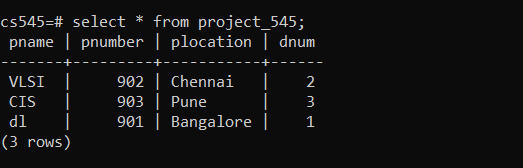 cs545=# select * from project_545;
 pname | pnumber | plocation | dnum
-------+---------+-----------+------
 VLSI  |     902 | Chennai   |    2
 CIS   |     903 | Pune      |    3
 dl    |     901 | Bangalore |    1
(3 rows)